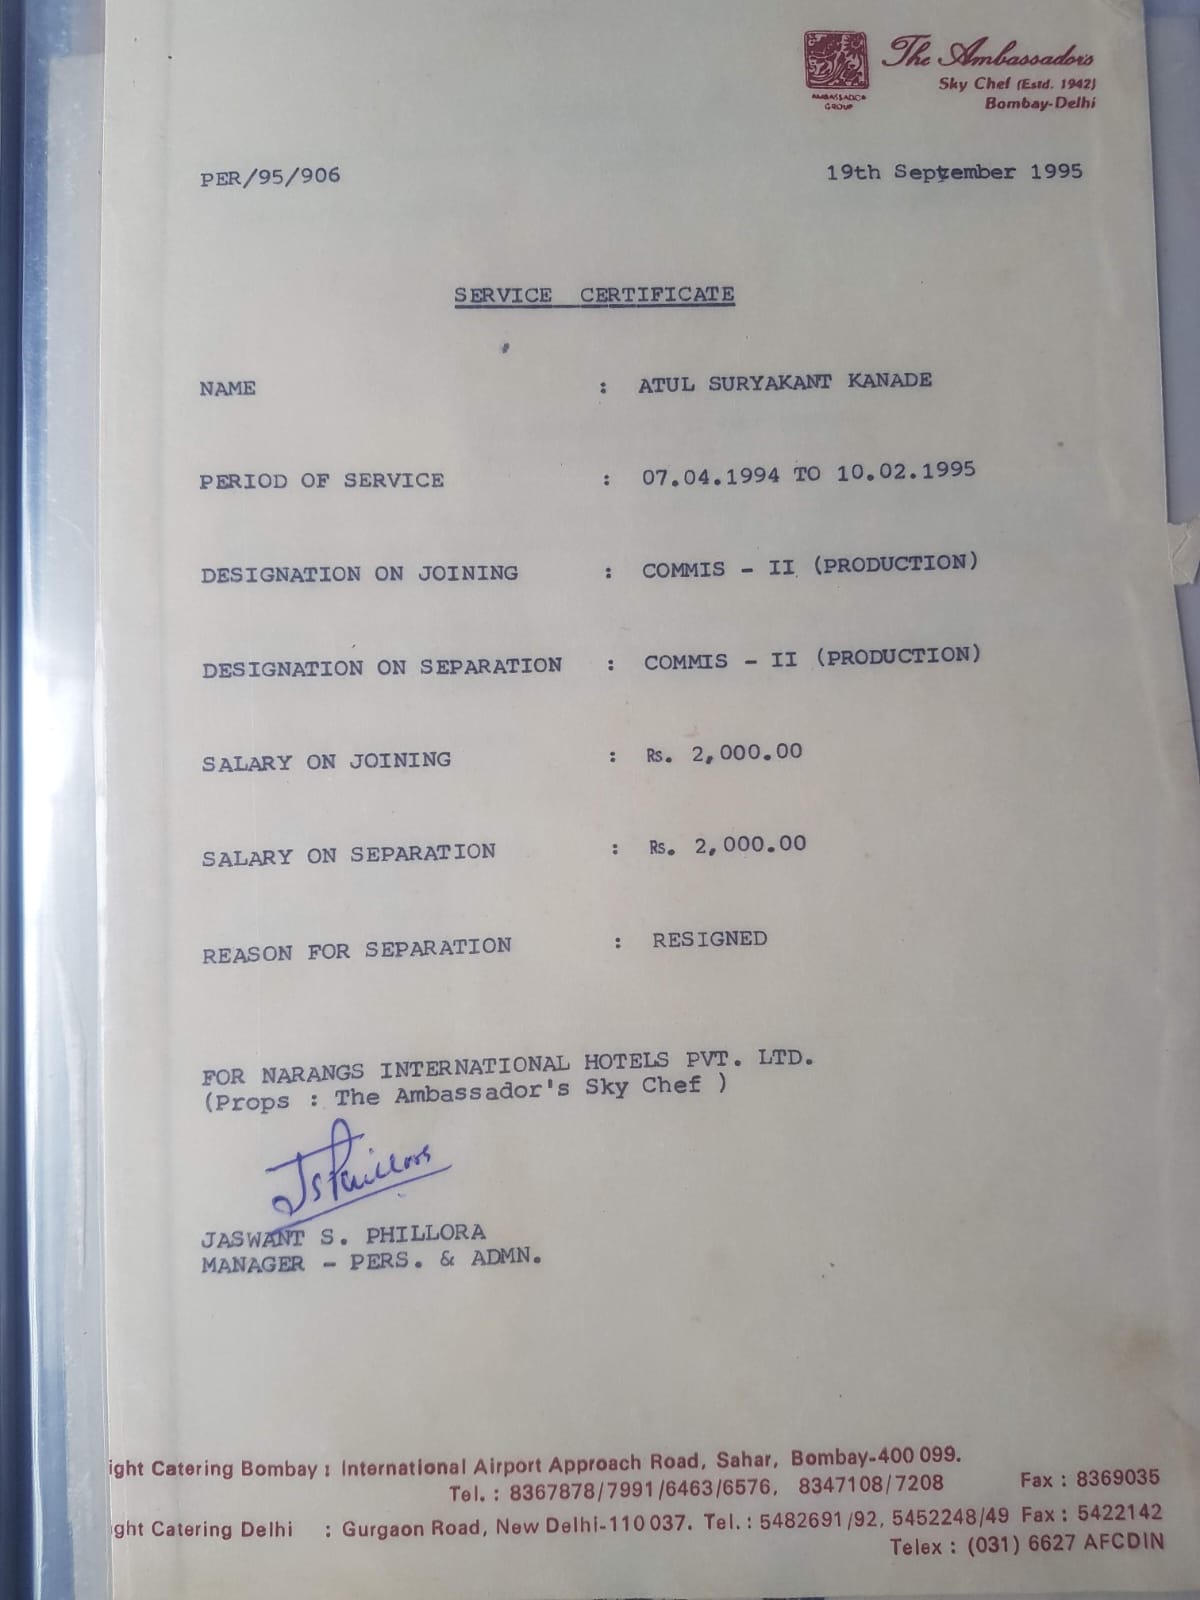 The Ambassador's
Sky Chef (Estd. 1942)
Bombay-Delhi
AMBASSADOR
GROUP
PER/95/906 19th September 1995
SERVICE CERTIFICATE
NAME : ATUL SURYAKANT KANADE
PERIOD OF SERVICE : 07.04.1994 TO 10.02.1995
DESIGNATION ON JOINING : COMMIS - II (PRODUCTION)
DESIGNATION ON SEPARATION : COMMIS - II (PRODUCTION)
SALARY ON JOINING : Rs. 2,000.00
SALARY ON SEPARATION : Rs. 2,000.00
REASON FOR SEPARATION : RESIGNED
FOR NARANGS INTERNATIONAL HOTELS PVT. LTD.
(Props : The Ambassador's Sky Chef )
JSPhillora
JASWANT S. PHILLORA
MANAGER - PERS. & ADMN.
ight Catering Bombay : International Airport Approach Road, Sahar, Bombay-400 099.
Tel. : 8367878/7991/6463/6576, 8347108/7208 Fax : 8369035
ght Catering Delhi : Gurgaon Road, New Delhi-110 037. Tel. : 5482691/92, 5452248/49 Fax : 5422142
Telex : (031) 6627 AFCDIN